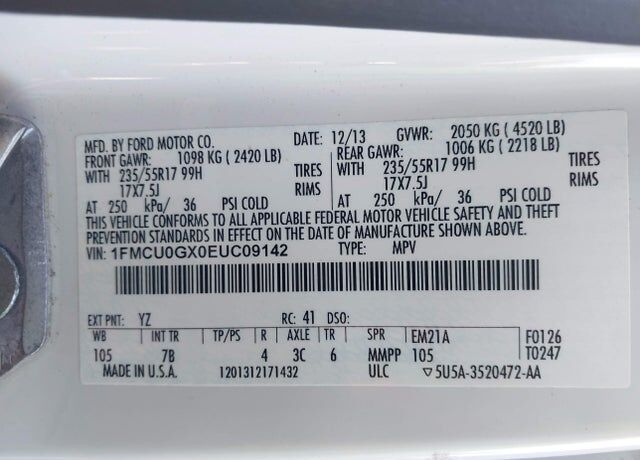 MFD. BY FORD MOTOR CO. DATE: 12/13 GVWR: 2050 KG ( 4520 LB)
FRONT GAWR: 1098 KG ( 2420 LB) REAR GAWR: 1006 KG ( 2218 LB)
WITH 235/55R17 99H TIRES WITH 235/55R17 99H TIRES
17X7.5J RIMS 17X7.5J RIMS
AT 250 kPa/ 36 PSI COLD AT 250 kPa/ 36 PSI COLD
THIS VEHICLE CONFORMS TO ALL APPLICABLE FEDERAL MOTOR VEHICLE SAFETY AND THEFT
PREVENTION STANDARDS IN EFFECT ON THE DATE OF MANUFACTURE SHOWN ABOVE.
VIN: 1FMCU0GX0EUC09142 TYPE: MPV
EXT PNT: YZ RC: 41 DSO:
WB INT TR TP/PS R AXLE TR SPR EM21A F0126
105 7B 4 3C 6 MMPP 105 T0247
MADE IN U.S.A. 1201312171432 ULC ▽5U5A-3520472-AA